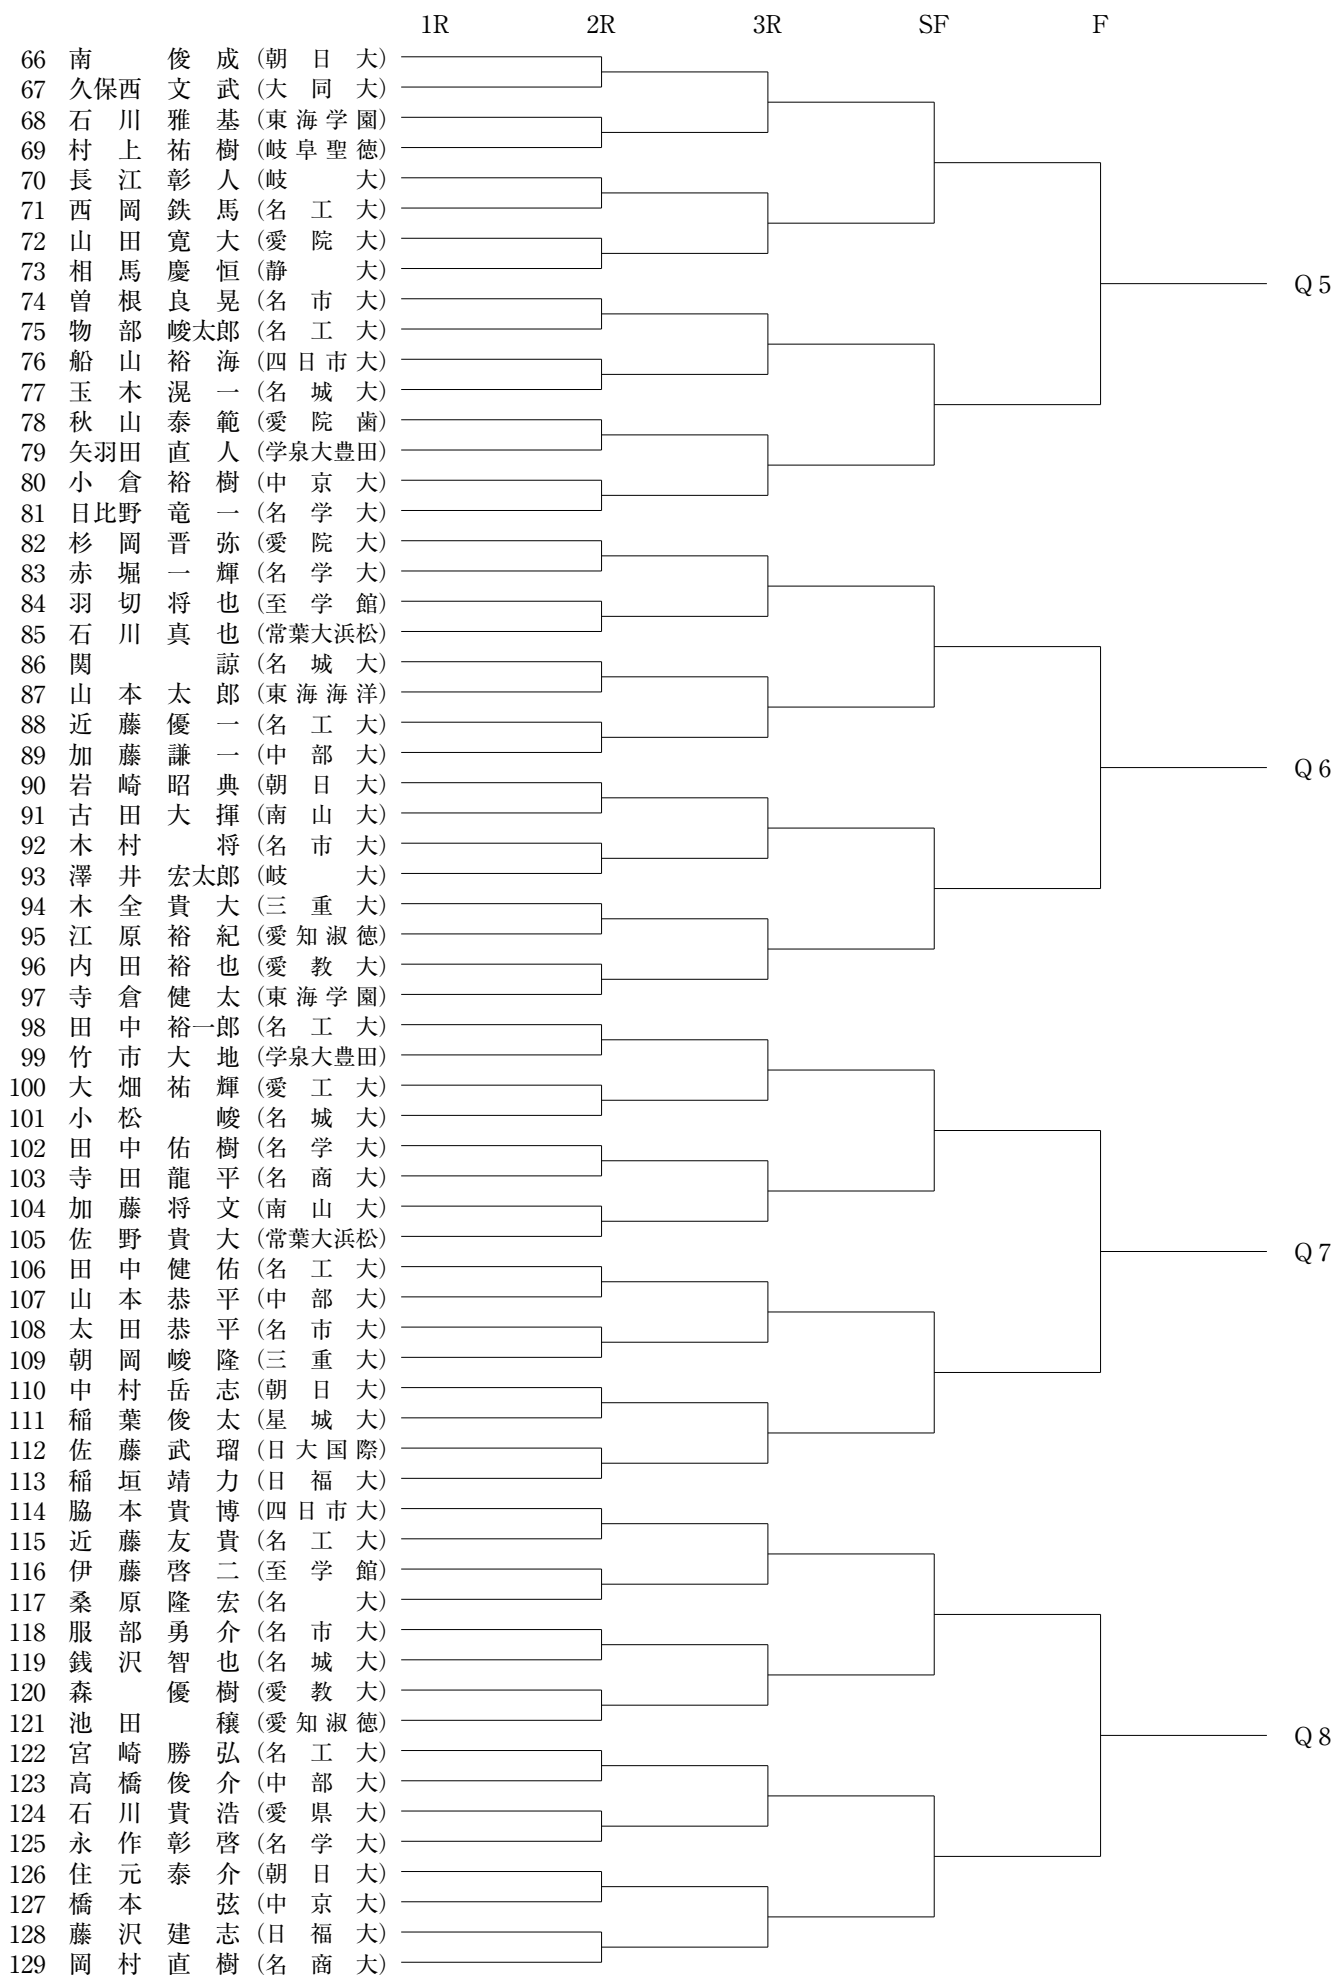 1R 2R 3R SF F
66 南 俊成 (朝日大)
67 久保西 文武 (大同大)
68 石川 雅基 (東海学園)
69 村上 祐樹 (岐阜聖徳)
70 長江 彰人 (岐大)
71 西岡 鉄馬 (名工大)
72 山田 寛大 (愛院大)
73 相馬 慶恒 (静大)
74 曽根 良晃 (名市大)
75 物部 峻太郎 (名工大)
76 船山 裕海 (四日市大)
77 玉木 滉一 (名城大)
78 秋山 泰範 (愛院歯)
79 矢羽田 直人 (学泉大豊田)
80 小倉 裕樹 (中京大)
81 日比野 竜一 (名学大)
82 杉岡 晋弥 (愛院大)
83 赤堀 一輝 (名学大)
84 羽切 将也 (至学館)
85 石川 真也 (常葉大浜松)
86 関 諒 (名城大)
87 山本 太郎 (東海海洋)
88 近藤 優一 (名工大)
89 加藤 謙一 (中部大)
90 岩崎 昭典 (朝日大)
91 古田 大揮 (南山大)
92 木村 将 (名市大)
93 澤井 宏太郎 (岐大)
94 木全 貴大 (三重大)
95 江原 裕紀 (愛知淑徳)
96 内田 裕也 (愛教大)
97 寺倉 健太 (東海学園)
98 田中 裕一郎 (名工大)
99 竹市 大地 (学泉大豊田)
100 大畑 祐輝 (愛工大)
101 小松 峻 (名城大)
102 田中 佑樹 (名学大)
103 寺田 龍平 (名商大)
104 加藤 将文 (南山大)
105 佐野 貴大 (常葉大浜松)
106 田中 健佑 (名工大)
107 山本 恭平 (中部大)
108 太田 恭平 (名市大)
109 朝岡 峻隆 (三重大)
110 中村 岳志 (朝日大)
111 稲葉 俊太 (星城大)
112 佐藤 武瑠 (日大国際)
113 稲垣 靖力 (日福大)
114 脇本 貴博 (四日市大)
115 近藤 友貴 (名工大)
116 伊藤 啓二 (至学館)
117 桑原 隆宏 (名大)
118 服部 勇介 (名市大)
119 銭沢 智也 (名城大)
120 森 優樹 (愛教大)
121 池田 穣 (愛知淑徳)
122 宮崎 勝弘 (名工大)
123 高橋 俊介 (中部大)
124 石川 貴浩 (愛県大)
125 永作 彰啓 (名学大)
126 住元 泰介 (朝日大)
127 橋本 弦 (中京大)
128 藤沢 建志 (日福大)
129 岡村 直樹 (名商大)
Q5
Q6
Q7
Q8